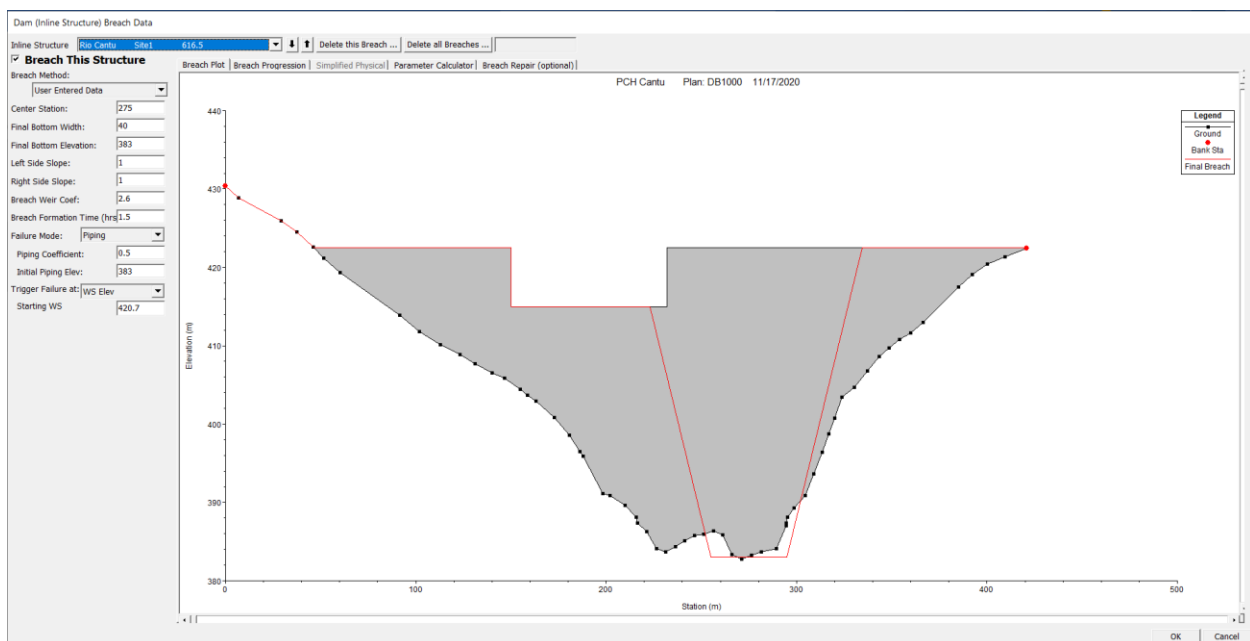 Dam (Inline Structure) Breach Data
Inline Structure Rio Cantu Site1 616.5 Delete this Breach ... Delete all Breaches ...
Breach This Structure
Breach Method:
User Entered Data
Center Station: 275
Final Bottom Width: 40
Final Bottom Elevation: 383
Left Side Slope: 1
Right Side Slope: 1
Breach Weir Coef: 2.6
Breach Formation Time (hrs 1.5
Failure Mode: Piping
Piping Coefficient: 0.5
Initial Piping Elev: 383
Trigger Failure at: WS Elev
Starting WS 420.7
Breach Plot Breach Progression Simplified Physical Parameter Calculator Breach Repair (optional)
PCH Cantu Plan: DB1000 11/17/2020
Legend
Ground
Bank Sta
Final Breach
440
430
420
410
400
390
380
Elevation (m)
0 100 200 300 400 500
Station (m)
OK Cancel